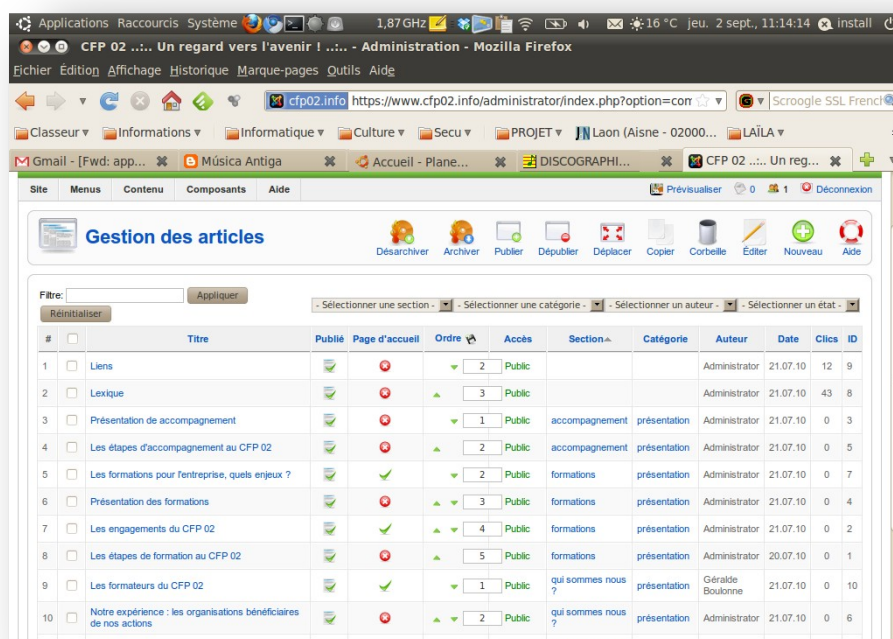 Applications Raccourcis Système 1,87 GHz 16 °C jeu. 2 sept., 11:14:14 install
CFP 02 ..:.. Un regard vers l'avenir ! ..:.. - Administration - Mozilla Firefox
Fichier Édition Affichage Historique Marque-pages Outils Aide
cfp02.info https://www.cfp02.info/administrator/index.php?option=com Scroogle SSL French
Classeur Informations Informatique Culture Secu PROJET Laon (Aisne - 02000... LAÏLA
Gmail - [Fwd: app... Música Antiga Accueil - Plane... DISCOGRAPHI... CFP 02 ..:.. Un reg...
Site Menus Contenu Composants Aide Prévisualiser 0 1 Déconnexion
Gestion des articles
Désarchiver Archiver Publier Dépublier Déplacer Copier Corbeille Éditer Nouveau Aide
Filtre: Appliquer
Réinitialiser
- Sélectionner une section - - Sélectionner une catégorie - - Sélectionner un auteur - - Sélectionner un état -
# Titre Publié Page d'accueil Ordre Accès Section Catégorie Auteur Date Clics ID
1 Liens 2 Public Administrator 21.07.10 12 9
2 Lexique 3 Public Administrator 21.07.10 43 8
3 Présentation de accompagnement 1 Public accompagnement présentation Administrator 21.07.10 0 3
4 Les étapes d'accompagnement au CFP 02 2 Public accompagnement présentation Administrator 21.07.10 0 5
5 Les formations pour l'entreprise, quels enjeux ? 2 Public formations présentation Administrator 21.07.10 0 7
6 Présentation des formations 3 Public formations présentation Administrator 21.07.10 0 4
7 Les engagements du CFP 02 4 Public formations présentation Administrator 21.07.10 0 2
8 Les étapes de formation au CFP 02 5 Public formations présentation Administrator 20.07.10 0 1
9 Les formateurs du CFP 02 1 Public qui sommes nous ? présentation Géralde Boulonne 21.07.10 0 10
10 Notre expérience : les organisations bénéficiaires de nos actions 2 Public qui sommes nous ? présentation Administrator 21.07.10 0 6